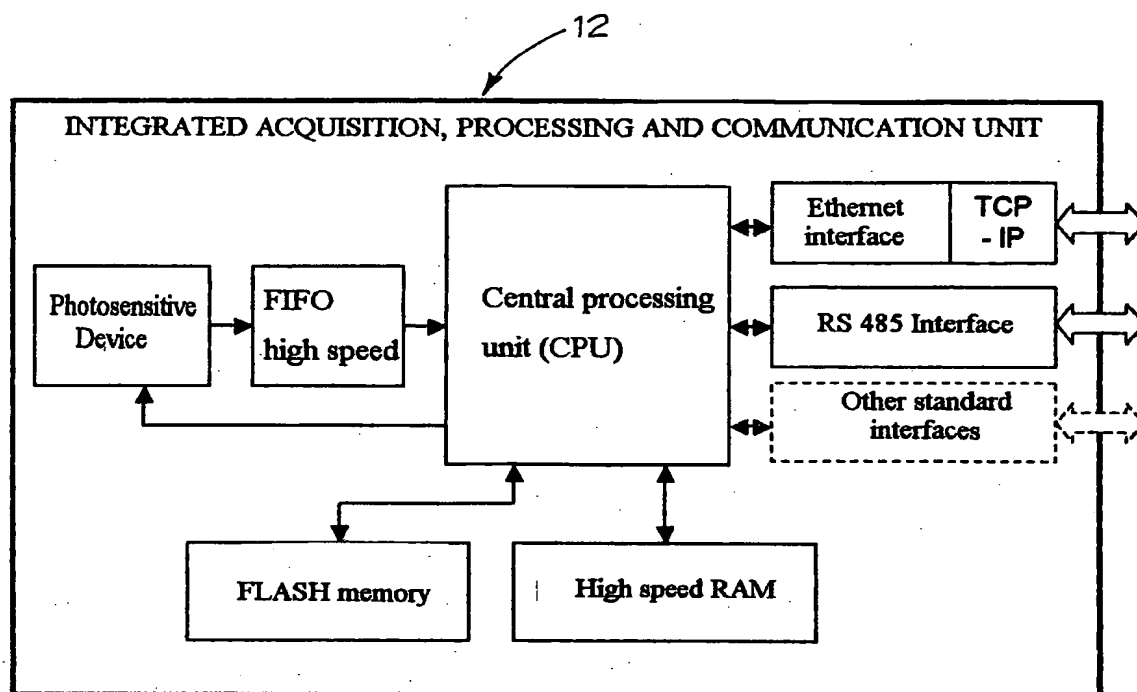 12
INTEGRATED ACQUISITION, PROCESSING AND COMMUNICATION UNIT
Ethernet
interface
TCP
- IP
Photosensitive
Device
FIFO
high speed
Central processing
unit (CPU)
RS 485 Interface
Other standard
interfaces
FLASH memory
High speed RAM